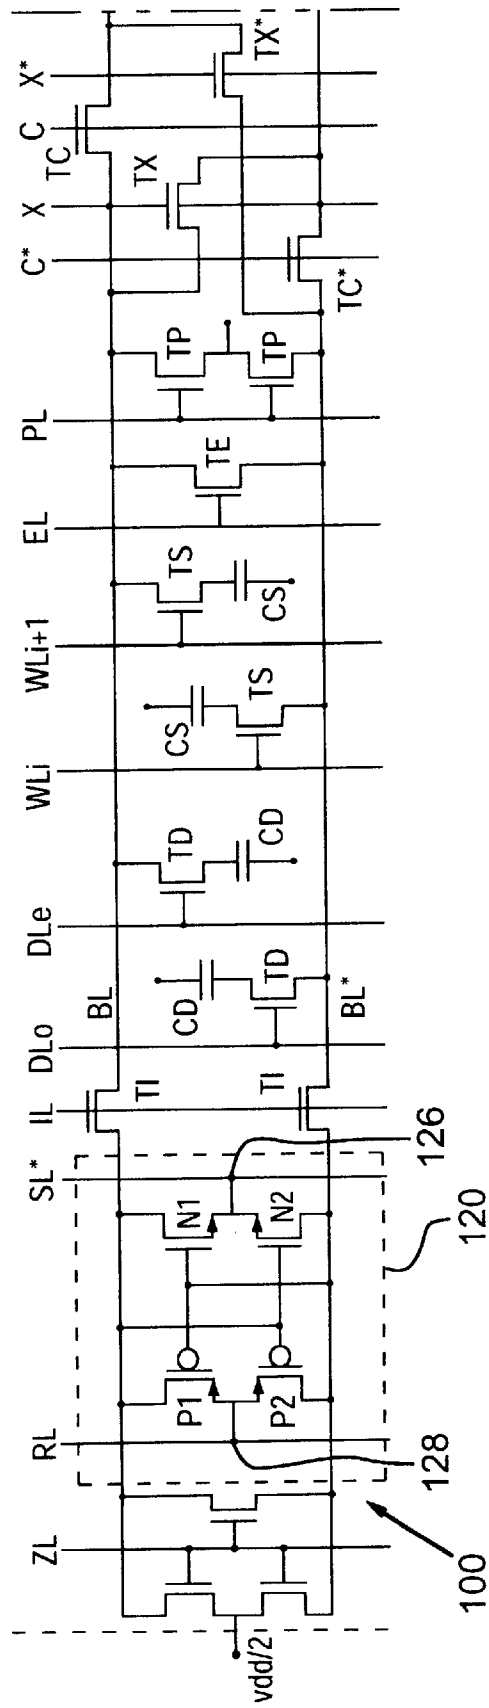 ZL RL SL* IL DLo DLe WLi WLi+1 EL PL C* X C X*
TC
TI BL
P1 N1 CD TD CS TS TP TX TX*
vdd/2 TE
P2 N2 TD CD TS CS TP
TI BL* TC*
128 126
100 120